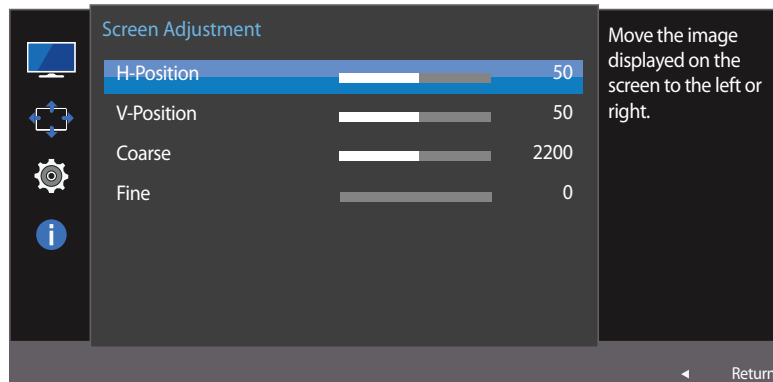 Screen Adjustment
H-Position 50
V-Position 50
Coarse 2200
Fine 0
Move the image
displayed on the
screen to the left or
right.
Return